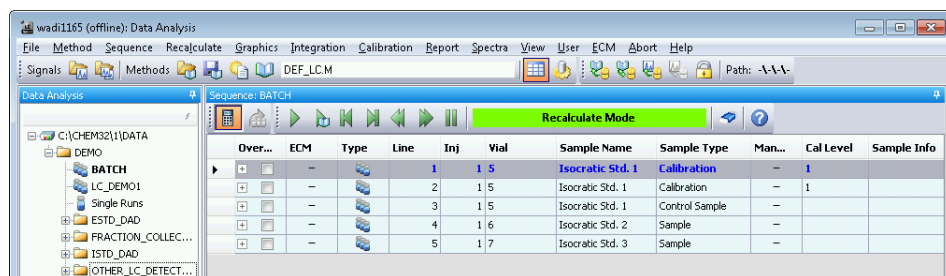 wadi1165 (offline): Data Analysis
File Method Sequence Recalculate Graphics Integration Calibration Report Spectra View User ECM Abort Help
Signals Methods DEF_LC.M Path: -\-\-\-
Data Analysis Sequence: BATCH
Recalculate Mode
C:\CHEM32\1\DATA
DEMO
BATCH
LC_DEMO1
Single Runs
ESTD_DAD
FRACTION_COLLEC...
ISTD_DAD
OTHER_LC_DETECT...
Over... ECM Type Line Inj Vial Sample Name Sample Type Man... Cal Level Sample Info
– 1 1 5 Isocratic Std. 1 Calibration – 1
– 2 1 5 Isocratic Std. 1 Calibration – 1
– 3 1 5 Isocratic Std. 1 Control Sample –
– 4 1 6 Isocratic Std. 2 Sample –
– 5 1 7 Isocratic Std. 3 Sample –